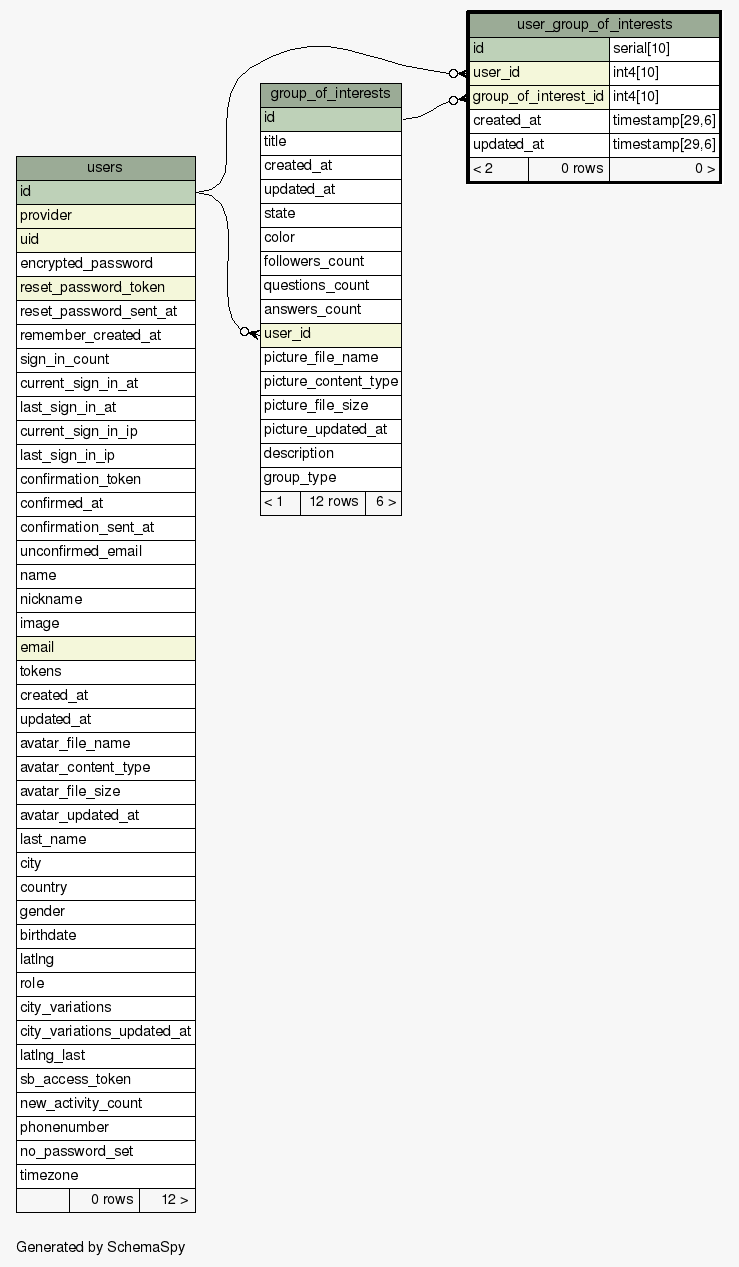 user_group_of_interests
id serial[10]
user_id int4[10]
group_of_interest_id int4[10]
created_at timestamp[29,6]
updated_at timestamp[29,6]
< 2 0 rows 0 >
group_of_interests
id
title
created_at
updated_at
state
color
followers_count
questions_count
answers_count
user_id
picture_file_name
picture_content_type
picture_file_size
picture_updated_at
description
group_type
< 1 12 rows 6 >
users
id
provider
uid
encrypted_password
reset_password_token
reset_password_sent_at
remember_created_at
sign_in_count
current_sign_in_at
last_sign_in_at
current_sign_in_ip
last_sign_in_ip
confirmation_token
confirmed_at
confirmation_sent_at
unconfirmed_email
name
nickname
image
email
tokens
created_at
updated_at
avatar_file_name
avatar_content_type
avatar_file_size
avatar_updated_at
last_name
city
country
gender
birthdate
latlng
role
city_variations
city_variations_updated_at
latlng_last
sb_access_token
new_activity_count
phonenumber
no_password_set
timezone
0 rows 12 >
Generated by SchemaSpy